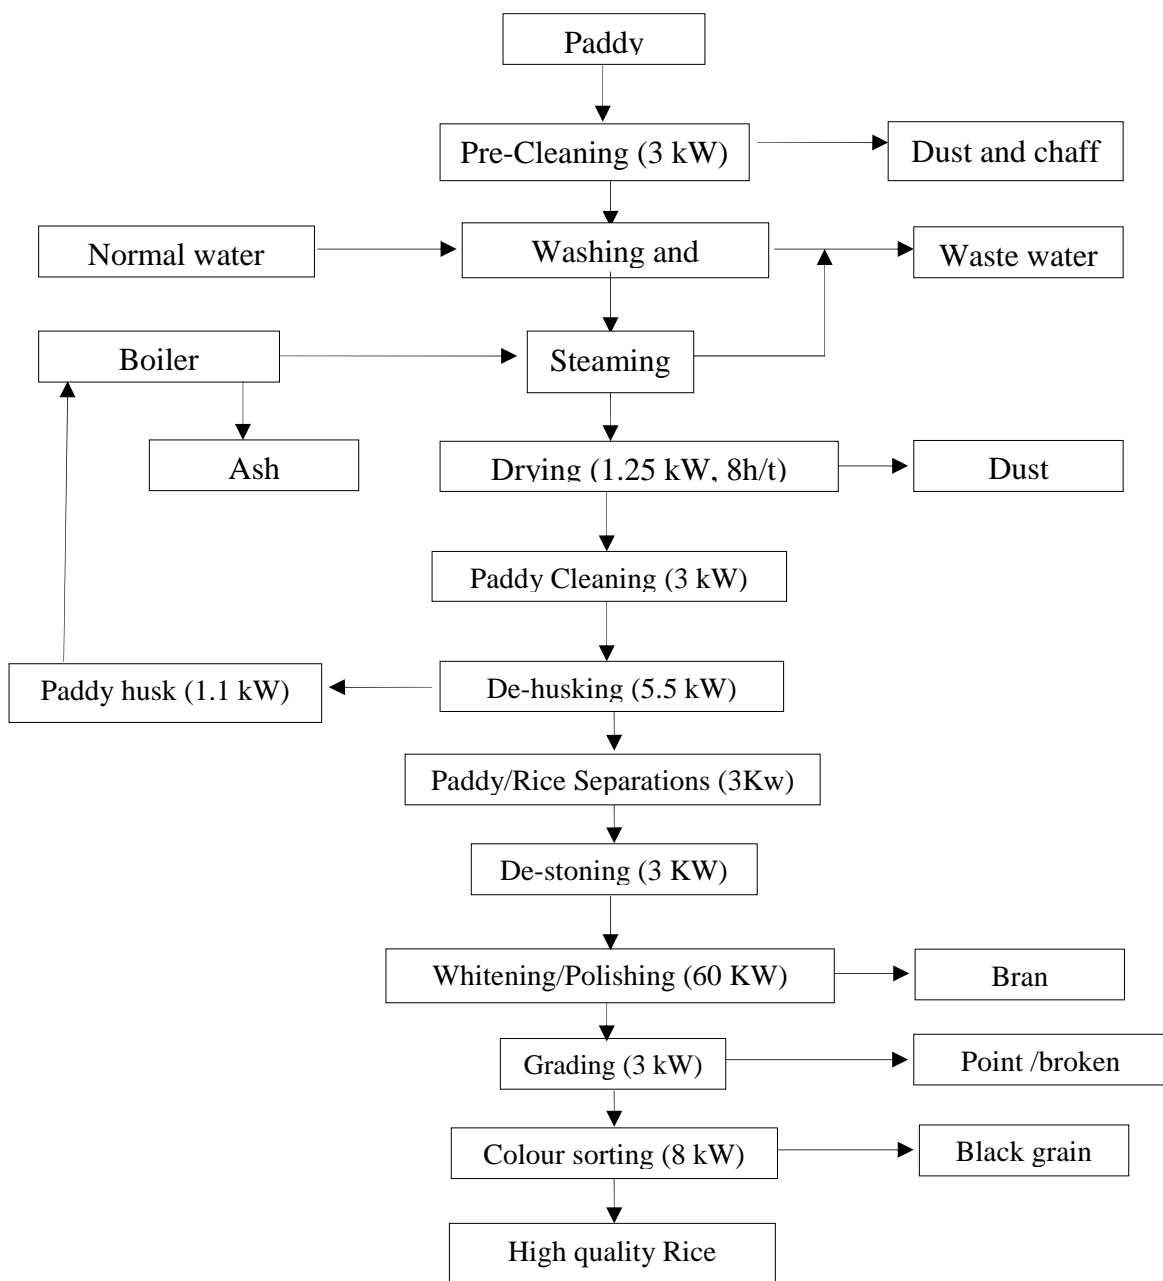 Paddy
Pre-Cleaning (3 kW)
Dust and chaff
Normal water
Washing and
Waste water
Boiler
Steaming
Ash
Drying (1.25 kW, 8h/t)
Dust
Paddy Cleaning (3 kW)
Paddy husk (1.1 kW)
De-husking (5.5 kW)
Paddy/Rice Separations (3Kw)
De-stoning (3 KW)
Whitening/Polishing (60 KW)
Bran
Grading (3 kW)
Point /broken
Colour sorting (8 kW)
Black grain
High quality Rice